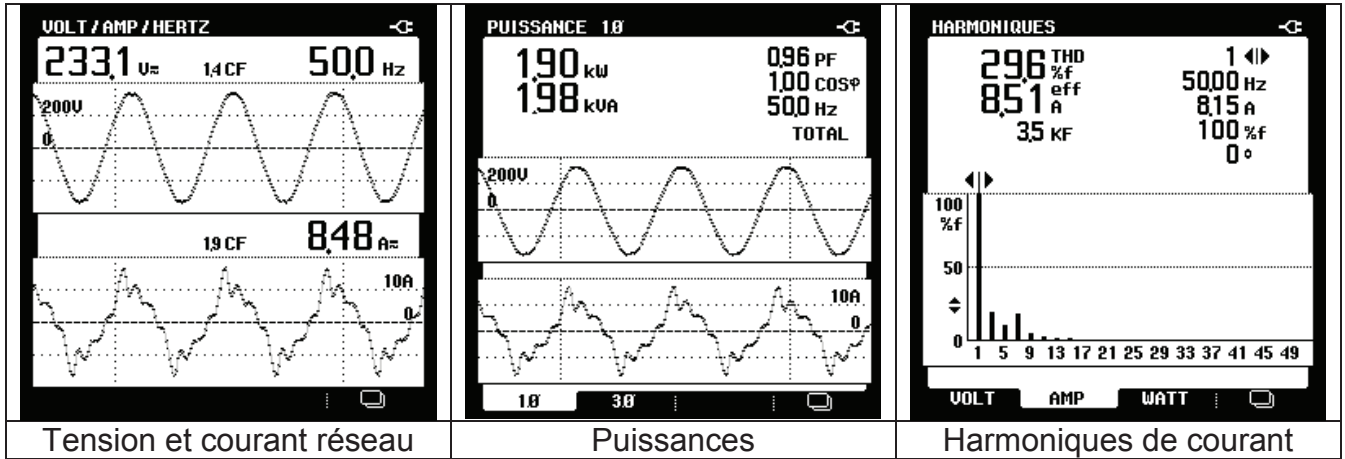 VOLT / AMP / HERTZ
233,1 V≂ 1,4 CF 50,0 Hz
200V
0
1,9 CF 8,48 A≂
10A
0
PUISSANCE 1.Ø
1,90 kW 0,96 PF
1,98 kVA 1,00 COSφ
50,0 Hz
TOTAL
200V
0
10A
0
1.Ø 3.Ø
HARMONIQUES
29,6 THD %f 1
8,51 eff A 50,00 Hz
3,5 KF 8,15 A
100 %f
0 °
100
%f
50
0
1 5 9 13 17 21 25 29 33 37 41 45 49
VOLT AMP WATT
Tension et courant réseau
Puissances
Harmoniques de courant